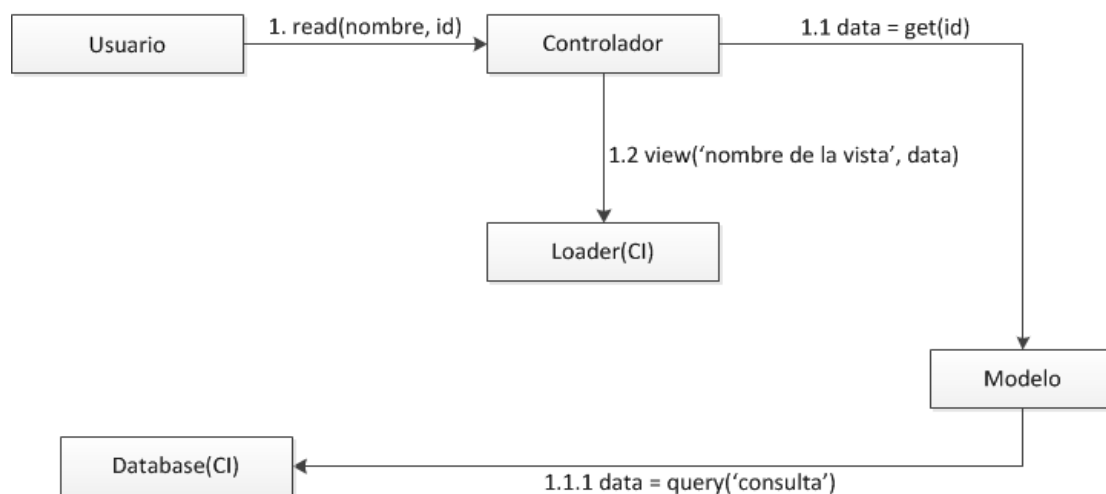 Usuario
1. read(nombre, id)
Controlador
1.1 data = get(id)
1.2 view(‘nombre de la vista’, data)
Loader(CI)
Modelo
Database(CI)
1.1.1 data = query(‘consulta’)